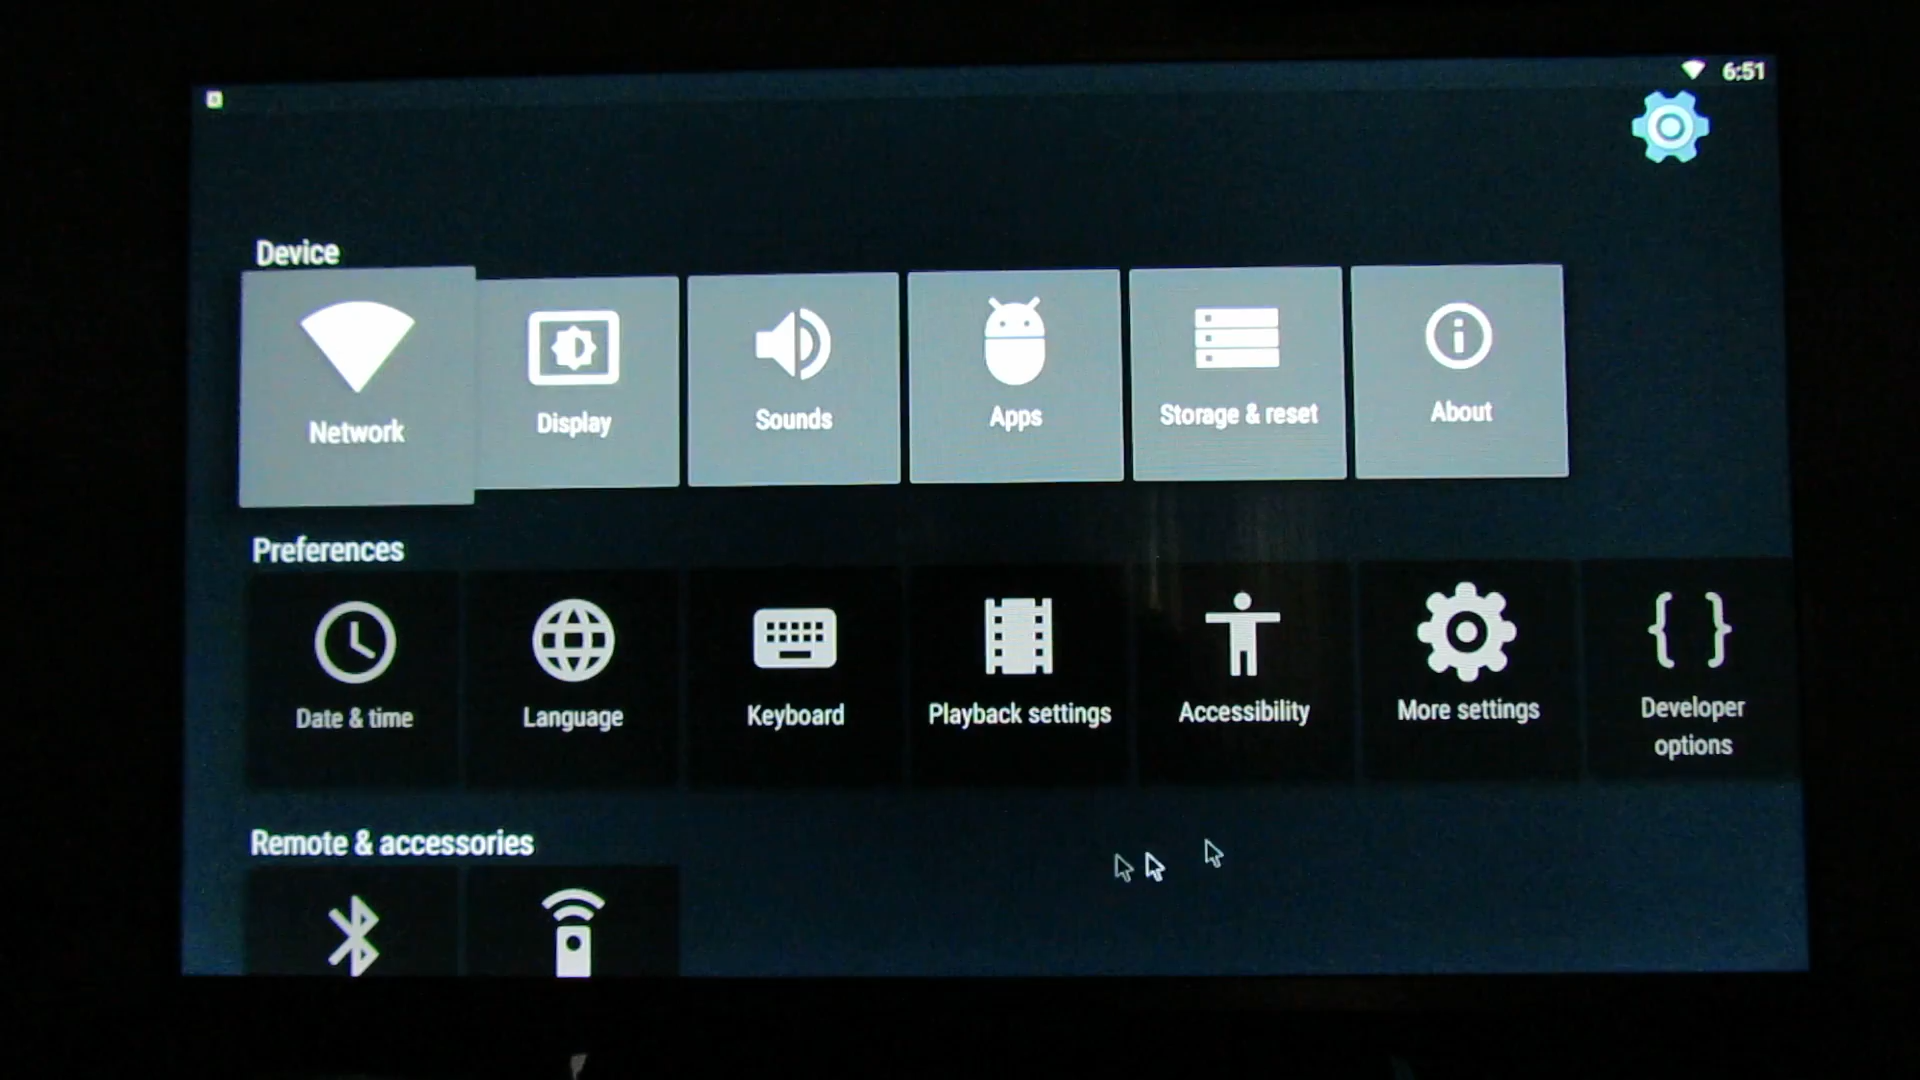 6:51
Device
Network
Display
Sounds
Apps
Storage & reset
About
Preferences
Date & time
Language
Keyboard
Playback settings
Accessibility
More settings
Developer
options
Remote & accessories